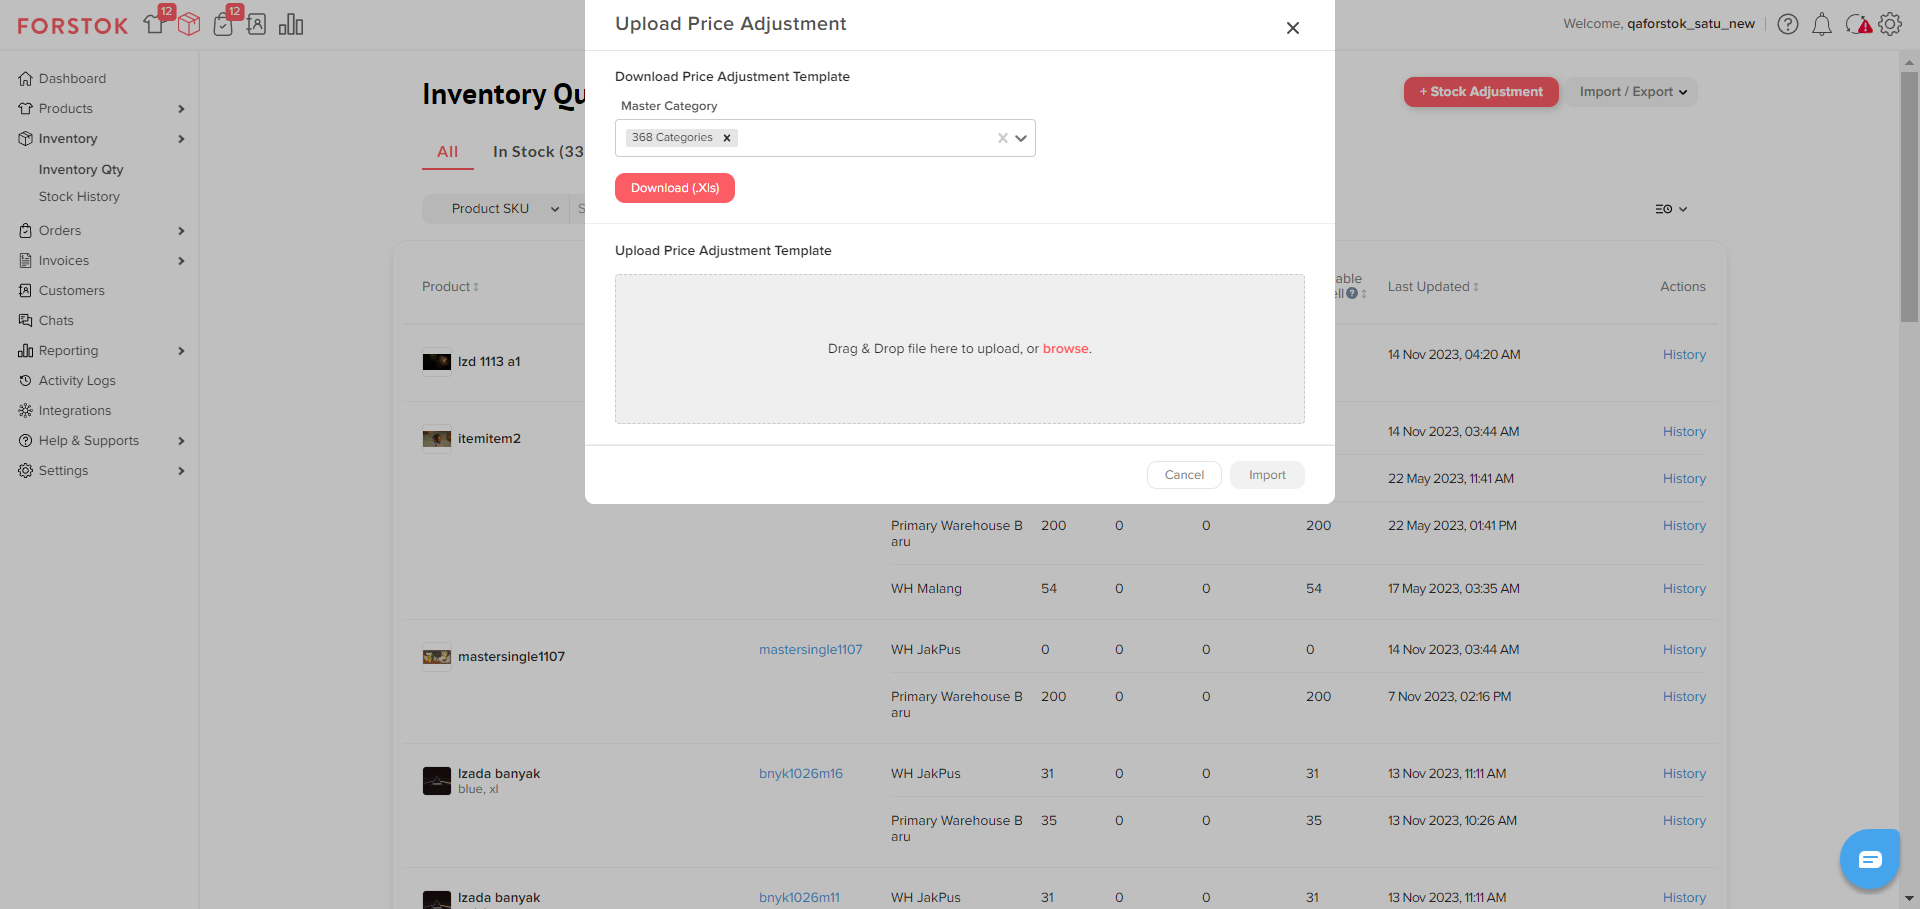 FORSTOK
12
12
Welcome, qaforstok_satu_new
Dashboard
Products
Inventory
Inventory Qty
Stock History
Orders
Invoices
Customers
Chats
Reporting
Activity Logs
Integrations
Help & Supports
Settings
Upload Price Adjustment
Download Price Adjustment Template
Master Category
368 Categories
Download (.Xls)
Upload Price Adjustment Template
Drag & Drop file here to upload, or browse.
Cancel
Import
Inventory Qu
+ Stock Adjustment
Import / Export
All
In Stock (33
Product SKU
S
Product
able
ell
Last Updated
Actions
lzd 1113 a1
14 Nov 2023, 04:20 AM
History
itemitem2
14 Nov 2023, 03:44 AM
History
22 May 2023, 11:41 AM
History
Primary Warehouse B
aru
200
0
0
200
22 May 2023, 01:41 PM
History
WH Malang
54
0
0
54
17 May 2023, 03:35 AM
History
mastersingle1107
mastersingle1107
WH JakPus
0
0
0
0
14 Nov 2023, 03:44 AM
History
Primary Warehouse B
aru
200
0
0
200
7 Nov 2023, 02:16 PM
History
lzada banyak
blue, xl
bnyk1026m16
WH JakPus
31
0
0
31
13 Nov 2023, 11:11 AM
History
Primary Warehouse B
aru
35
0
0
35
13 Nov 2023, 10:26 AM
History
lzada banyak
bnyk1026m11
WH JakPus
31
0
0
31
13 Nov 2023, 11:11 AM
History